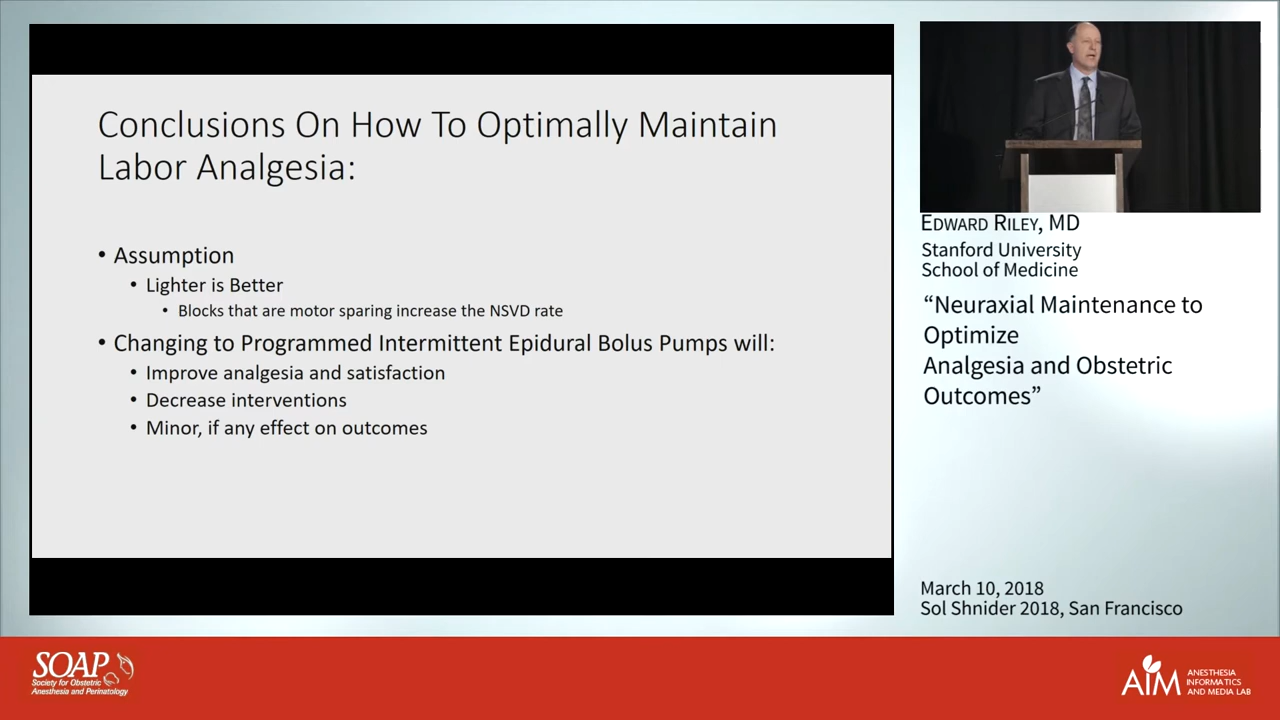 Conclusions On How To Optimally Maintain
Labor Analgesia:
• Assumption
• Lighter is Better
• Blocks that are motor sparing increase the NSVD rate
• Changing to Programmed Intermittent Epidural Bolus Pumps will:
• Improve analgesia and satisfaction
• Decrease interventions
• Minor, if any effect on outcomes
EDWARD RILEY, MD
Stanford University
School of Medicine
“Neuraxial Maintenance to
Optimize
Analgesia and Obstetric
Outcomes”
March 10, 2018
Sol Shnider 2018, San Francisco
SOAP
Society for Obstetric
Anesthesia and Perinatology
AIM
ANESTHESIA
INFORMATICS
AND MEDIA LAB